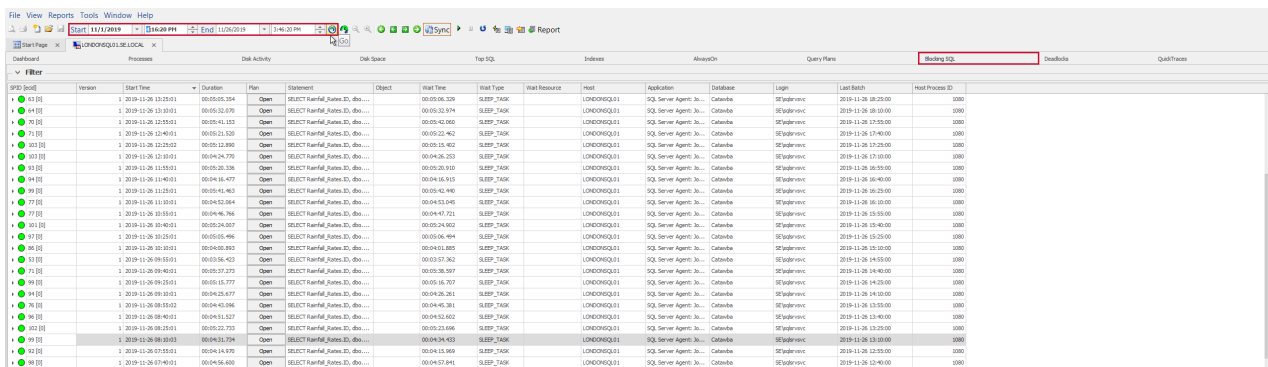 File View Reports Tools Window Help
Start 11/1/2019 16:20 PM End 11/26/2019 3:46:20 PM Sync Report
Start Page × LONDONSQL01.SE.LOCAL × Go
Dashboard Processes Disk Activity Disk Space Top SQL Indexes AlwaysOn Query Plans Blocking SQL Deadlocks QuickTraces
Filter
SPID [ecid] Version Start Time Duration Plan Statement Object Wait Time Wait Type Wait Resource Host Application Database Login Last Batch Host Process ID
63 [0] 1 2019-11-26 13:25:01 00:05:05.354 Open SELECT Rainfall_Rates.ID, dbo.... 00:05:06.329 SLEEP_TASK LONDONSQL01 SQL Server Agent: Jo... Catawba SE\sqlsrvsvc 2019-11-26 18:25:00 1080
64 [0] 1 2019-11-26 13:10:01 00:05:32.070 Open SELECT Rainfall_Rates.ID, dbo.... 00:05:32.974 SLEEP_TASK LONDONSQL01 SQL Server Agent: Jo... Catawba SE\sqlsrvsvc 2019-11-26 18:10:00 1080
70 [0] 1 2019-11-26 12:55:01 00:05:41.153 Open SELECT Rainfall_Rates.ID, dbo.... 00:05:42.060 SLEEP_TASK LONDONSQL01 SQL Server Agent: Jo... Catawba SE\sqlsrvsvc 2019-11-26 17:55:00 1080
71 [0] 1 2019-11-26 12:40:01 00:05:21.520 Open SELECT Rainfall_Rates.ID, dbo.... 00:05:22.462 SLEEP_TASK LONDONSQL01 SQL Server Agent: Jo... Catawba SE\sqlsrvsvc 2019-11-26 17:40:00 1080
103 [0] 1 2019-11-26 12:25:02 00:05:12.890 Open SELECT Rainfall_Rates.ID, dbo.... 00:05:15.402 SLEEP_TASK LONDONSQL01 SQL Server Agent: Jo... Catawba SE\sqlsrvsvc 2019-11-26 17:25:00 1080
103 [0] 1 2019-11-26 12:10:01 00:04:24.770 Open SELECT Rainfall_Rates.ID, dbo.... 00:04:26.253 SLEEP_TASK LONDONSQL01 SQL Server Agent: Jo... Catawba SE\sqlsrvsvc 2019-11-26 17:10:00 1080
93 [0] 1 2019-11-26 11:55:01 00:05:20.336 Open SELECT Rainfall_Rates.ID, dbo.... 00:05:20.910 SLEEP_TASK LONDONSQL01 SQL Server Agent: Jo... Catawba SE\sqlsrvsvc 2019-11-26 16:55:00 1080
94 [0] 1 2019-11-26 11:40:01 00:04:16.477 Open SELECT Rainfall_Rates.ID, dbo.... 00:04:16.915 SLEEP_TASK LONDONSQL01 SQL Server Agent: Jo... Catawba SE\sqlsrvsvc 2019-11-26 16:40:00 1080
99 [0] 1 2019-11-26 11:25:01 00:05:41.463 Open SELECT Rainfall_Rates.ID, dbo.... 00:05:42.440 SLEEP_TASK LONDONSQL01 SQL Server Agent: Jo... Catawba SE\sqlsrvsvc 2019-11-26 16:25:00 1080
77 [0] 1 2019-11-26 11:10:01 00:04:52.064 Open SELECT Rainfall_Rates.ID, dbo.... 00:04:53.045 SLEEP_TASK LONDONSQL01 SQL Server Agent: Jo... Catawba SE\sqlsrvsvc 2019-11-26 16:10:00 1080
77 [0] 1 2019-11-26 10:55:01 00:04:46.766 Open SELECT Rainfall_Rates.ID, dbo.... 00:04:47.721 SLEEP_TASK LONDONSQL01 SQL Server Agent: Jo... Catawba SE\sqlsrvsvc 2019-11-26 15:55:00 1080
101 [0] 1 2019-11-26 10:40:01 00:05:24.007 Open SELECT Rainfall_Rates.ID, dbo.... 00:05:24.902 SLEEP_TASK LONDONSQL01 SQL Server Agent: Jo... Catawba SE\sqlsrvsvc 2019-11-26 15:40:00 1080
97 [0] 1 2019-11-26 10:25:01 00:05:05.496 Open SELECT Rainfall_Rates.ID, dbo.... 00:05:06.494 SLEEP_TASK LONDONSQL01 SQL Server Agent: Jo... Catawba SE\sqlsrvsvc 2019-11-26 15:25:00 1080
86 [0] 1 2019-11-26 10:10:01 00:04:00.893 Open SELECT Rainfall_Rates.ID, dbo.... 00:04:01.885 SLEEP_TASK LONDONSQL01 SQL Server Agent: Jo... Catawba SE\sqlsrvsvc 2019-11-26 15:10:00 1080
53 [0] 1 2019-11-26 09:55:01 00:03:56.423 Open SELECT Rainfall_Rates.ID, dbo.... 00:03:57.362 SLEEP_TASK LONDONSQL01 SQL Server Agent: Jo... Catawba SE\sqlsrvsvc 2019-11-26 14:55:00 1080
71 [0] 1 2019-11-26 09:40:01 00:05:37.273 Open SELECT Rainfall_Rates.ID, dbo.... 00:05:38.597 SLEEP_TASK LONDONSQL01 SQL Server Agent: Jo... Catawba SE\sqlsrvsvc 2019-11-26 14:40:00 1080
99 [0] 1 2019-11-26 09:25:01 00:05:15.777 Open SELECT Rainfall_Rates.ID, dbo.... 00:05:16.707 SLEEP_TASK LONDONSQL01 SQL Server Agent: Jo... Catawba SE\sqlsrvsvc 2019-11-26 14:25:00 1080
94 [0] 1 2019-11-26 09:10:01 00:04:25.677 Open SELECT Rainfall_Rates.ID, dbo.... 00:04:26.261 SLEEP_TASK LONDONSQL01 SQL Server Agent: Jo... Catawba SE\sqlsrvsvc 2019-11-26 14:10:00 1080
76 [0] 1 2019-11-26 08:55:02 00:04:43.096 Open SELECT Rainfall_Rates.ID, dbo.... 00:04:45.381 SLEEP_TASK LONDONSQL01 SQL Server Agent: Jo... Catawba SE\sqlsrvsvc 2019-11-26 13:55:00 1080
96 [0] 1 2019-11-26 08:40:01 00:04:51.527 Open SELECT Rainfall_Rates.ID, dbo.... 00:04:52.602 SLEEP_TASK LONDONSQL01 SQL Server Agent: Jo... Catawba SE\sqlsrvsvc 2019-11-26 13:40:00 1080
102 [0] 1 2019-11-26 08:25:01 00:05:22.733 Open SELECT Rainfall_Rates.ID, dbo.... 00:05:23.696 SLEEP_TASK LONDONSQL01 SQL Server Agent: Jo... Catawba SE\sqlsrvsvc 2019-11-26 13:25:00 1080
99 [0] 1 2019-11-26 08:10:03 00:04:31.734 Open SELECT Rainfall_Rates.ID, dbo.... 00:04:34.433 SLEEP_TASK LONDONSQL01 SQL Server Agent: Jo... Catawba SE\sqlsrvsvc 2019-11-26 13:10:00 1080
92 [0] 1 2019-11-26 07:55:01 00:04:14.970 Open SELECT Rainfall_Rates.ID, dbo.... 00:04:15.969 SLEEP_TASK LONDONSQL01 SQL Server Agent: Jo... Catawba SE\sqlsrvsvc 2019-11-26 12:55:00 1080
98 [0] 1 2019-11-26 07:40:01 00:04:56.600 Open SELECT Rainfall_Rates.ID, dbo.... 00:04:57.841 SLEEP_TASK LONDONSQL01 SQL Server Agent: Jo... Catawba SE\sqlsrvsvc 2019-11-26 12:40:00 1080